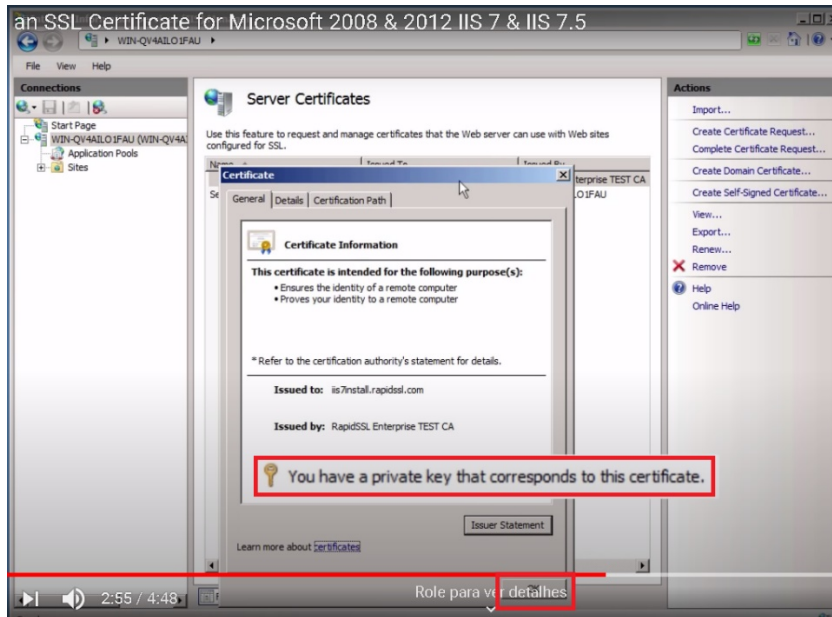 an SSL Certificate for Microsoft 2008 & 2012 IIS 7 & IIS 7.5
WIN-QV4AILO1FAU
File View Help
Connections
Start Page
WIN-QV4AILO1FAU (WIN-QV4A
Application Pools
Sites
Server Certificates
Use this feature to request and manage certificates that the Web server can use with Web sites
configured for SSL.
Name Issued To Issued By
terprise TEST CA
Se
LO1FAU
Certificate
General Details Certification Path
Certificate Information
This certificate is intended for the following purpose(s):
• Ensures the identity of a remote computer
• Proves your identity to a remote computer
* Refer to the certification authority's statement for details.
Issued to: iis7install.rapidssl.com
Issued by: RapidSSL Enterprise TEST CA
You have a private key that corresponds to this certificate.
Issuer Statement
Learn more about certificates
Actions
Import...
Create Certificate Request...
Complete Certificate Request...
Create Domain Certificate...
Create Self-Signed Certificate...
View...
Export...
Renew...
Remove
Help
Online Help
2:55 / 4:48
Role para ver detalhes